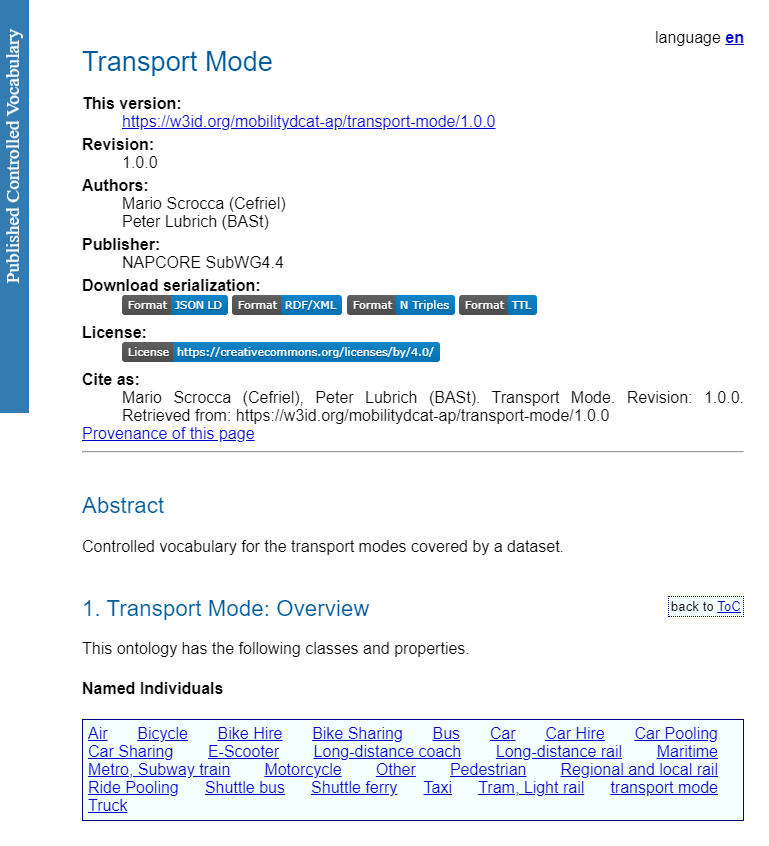 Published Controlled Vocabulary
language en
Transport Mode
This version:
https://w3id.org/mobilitydcat-ap/transport-mode/1.0.0
Revision:
1.0.0
Authors:
Mario Scrocca (Cefriel)
Peter Lubrich (BASt)
Publisher:
NAPCORE SubWG4.4
Download serialization:
Format JSON LD Format RDF/XML Format N Triples Format TTL
License:
License https://creativecommons.org/licenses/by/4.0/
Cite as:
Mario Scrocca (Cefriel), Peter Lubrich (BASt). Transport Mode. Revision: 1.0.0.
Retrieved from: https://w3id.org/mobilitydcat-ap/transport-mode/1.0.0
Provenance of this page
Abstract
Controlled vocabulary for the transport modes covered by a dataset.
1. Transport Mode: Overview
back to ToC
This ontology has the following classes and properties.
Named Individuals
Air Bicycle Bike Hire Bike Sharing Bus Car Car Hire Car Pooling
Car Sharing E-Scooter Long-distance coach Long-distance rail Maritime
Metro, Subway train Motorcycle Other Pedestrian Regional and local rail
Ride Pooling Shuttle bus Shuttle ferry Taxi Tram, Light rail transport mode
Truck